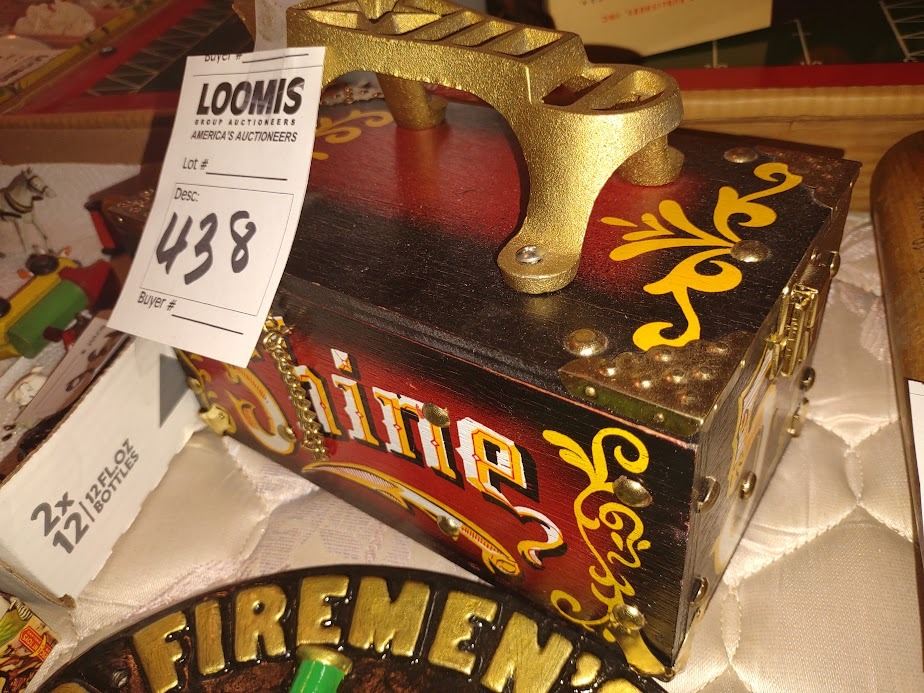 Buyer #
LOOMIS
GROUP AUCTIONEERS
AMERICA'S AUCTIONEERS
Lot #
Desc:
438
Buyer #
Shine
2x
12 | 12 FL OZ
BOTTLES
FIREMEN'